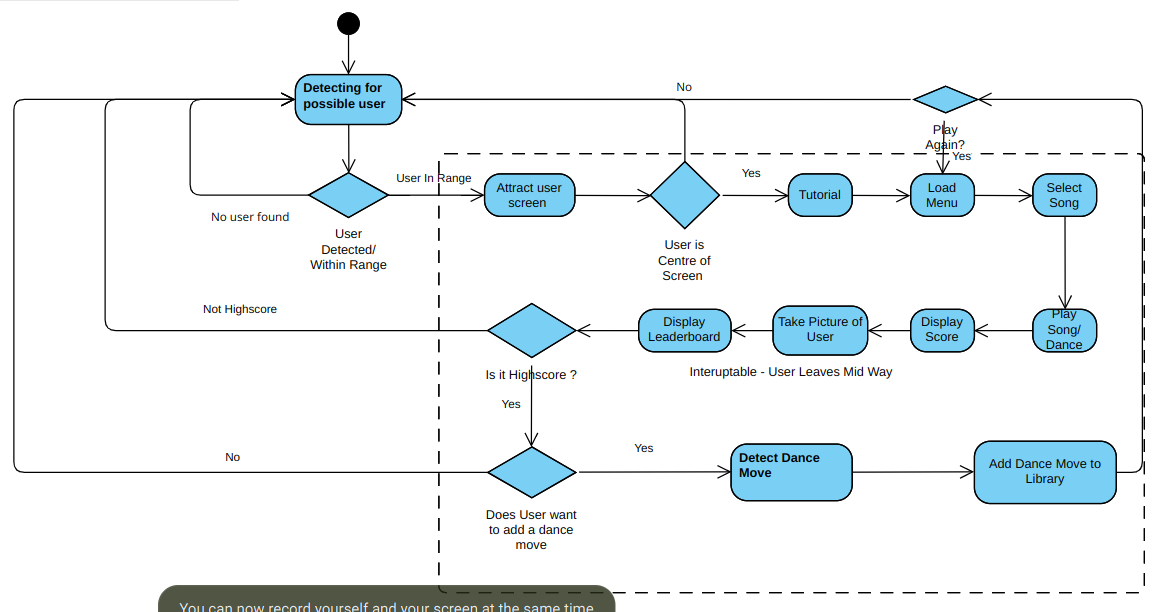 Detecting for
possible user
No
Play
Again?
Yes
User In Range
Attract user
screen
Yes
Tutorial
Load
Menu
Select
Song
No user found
User
Detected/
Within Range
User is
Centre of
Screen
Not Highscore
Display
Leaderboard
Take Picture of
User
Display
Score
Play
Song/
Dance
Is it Highscore ?
Interuptable - User Leaves Mid Way
Yes
No
Yes
Detect Dance
Move
Add Dance Move to
Library
Does User want
to add a dance
move
You can now record yourself and your screen at the same time